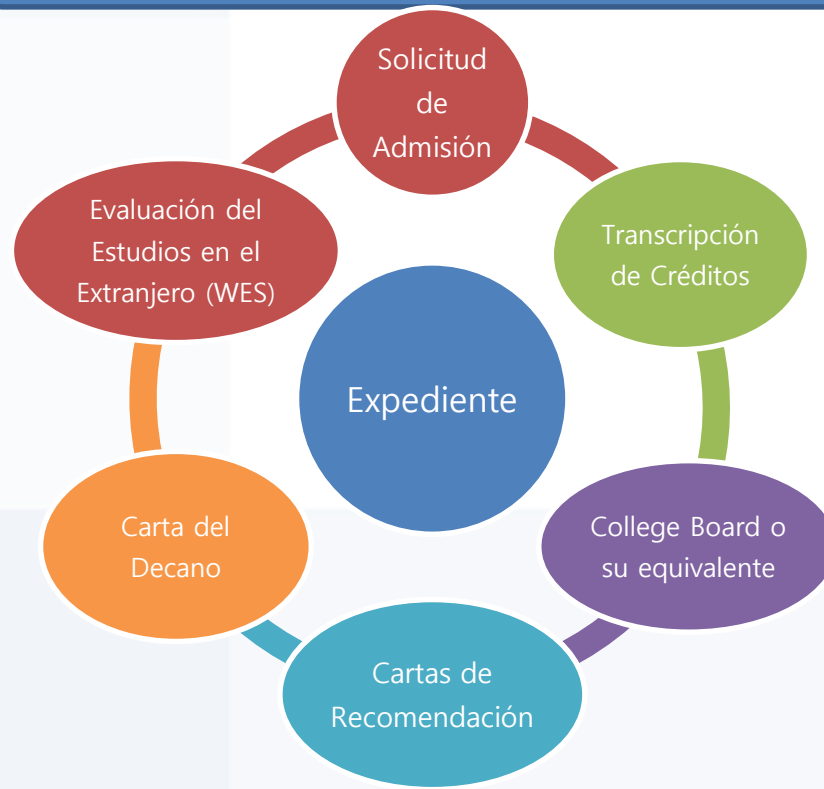 Solicitud
de
Admisión
Transcripción
de Créditos
College Board o
su equivalente
Cartas de
Recomendación
Carta del
Decano
Evaluación del
Estudios en el
Extranjero (WES)
Expediente